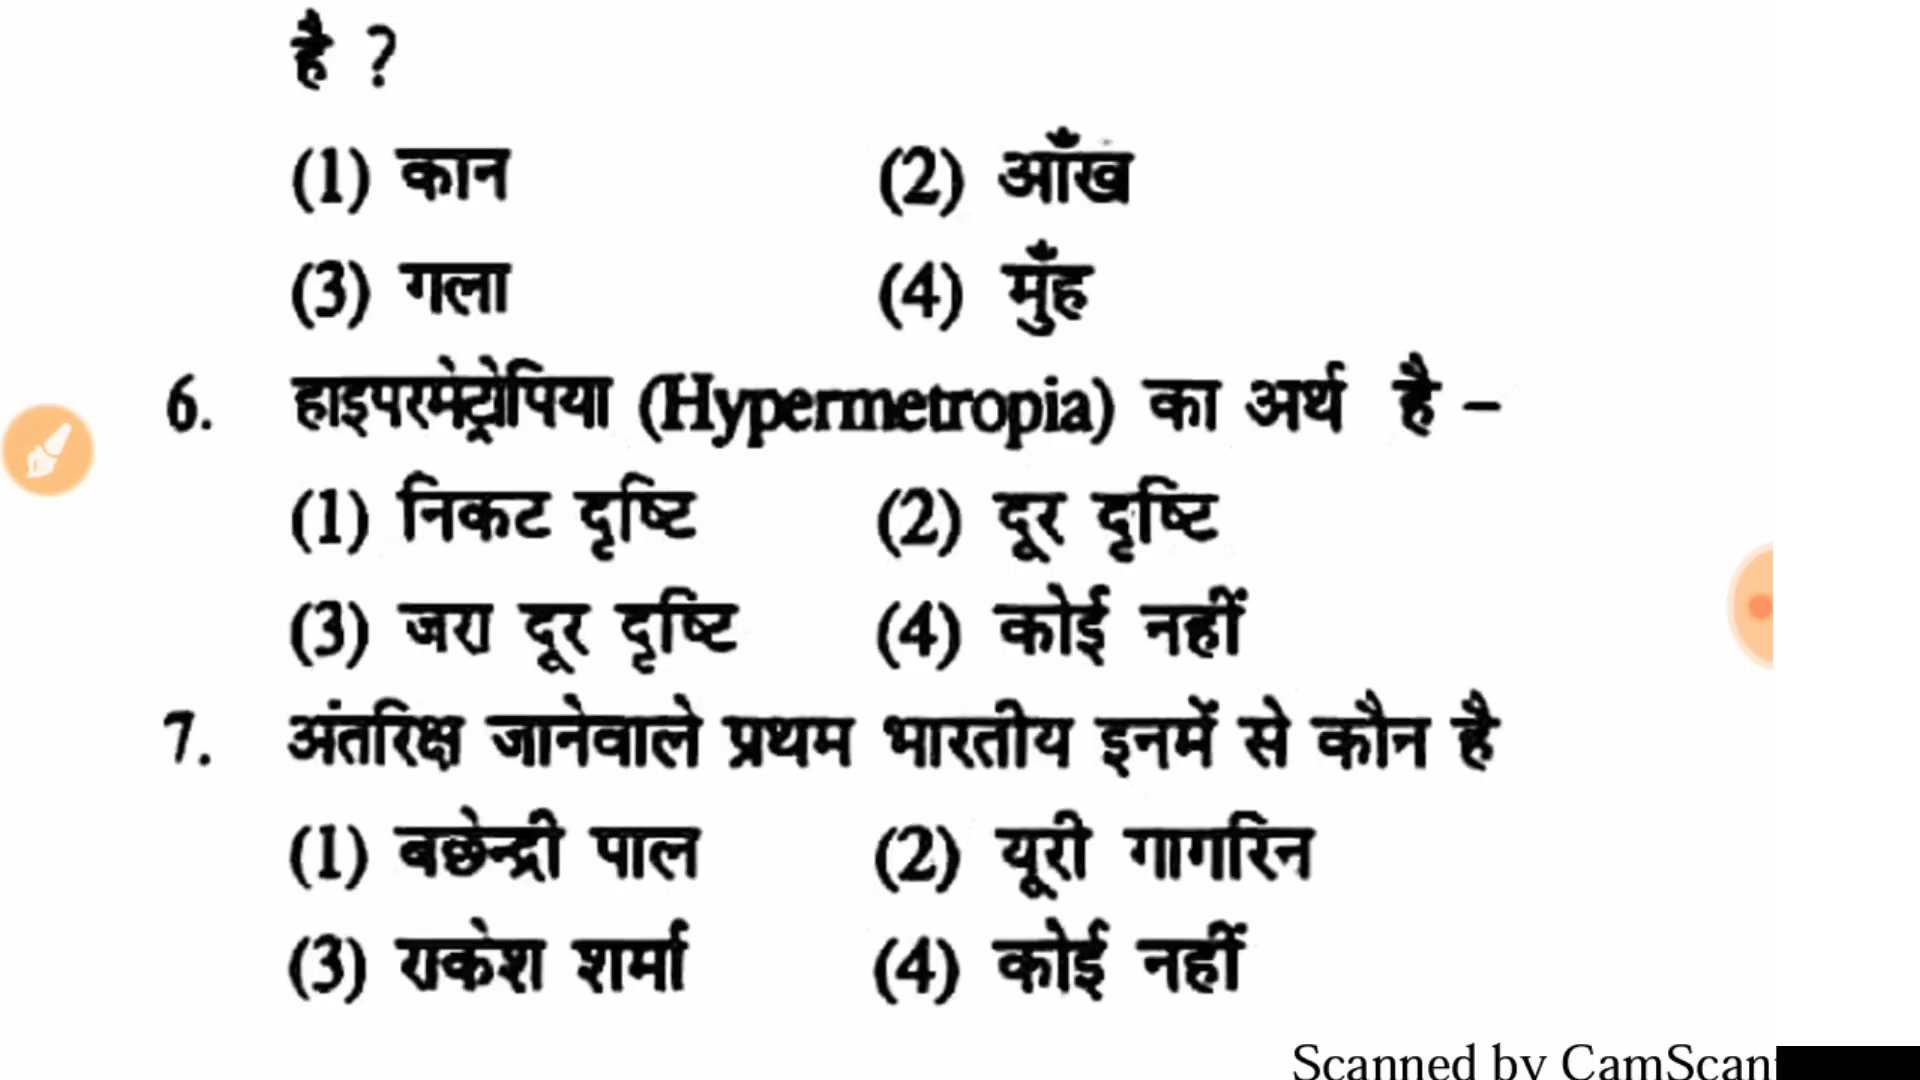 है ?
(1) कान (2) आँख
(3) गला (4) मुँह
6. हाइपरमेट्रोपिया (Hypermetropia) का अर्थ है –
(1) निकट दृष्टि (2) दूर दृष्टि
(3) जरा दूर दृष्टि (4) कोई नहीं
7. अंतरिक्ष जानेवाले प्रथम भारतीय इनमें से कौन है
(1) बछेन्द्री पाल (2) यूरी गागरिन
(3) राकेश शर्मा (4) कोई नहीं
Scanned by CamScan